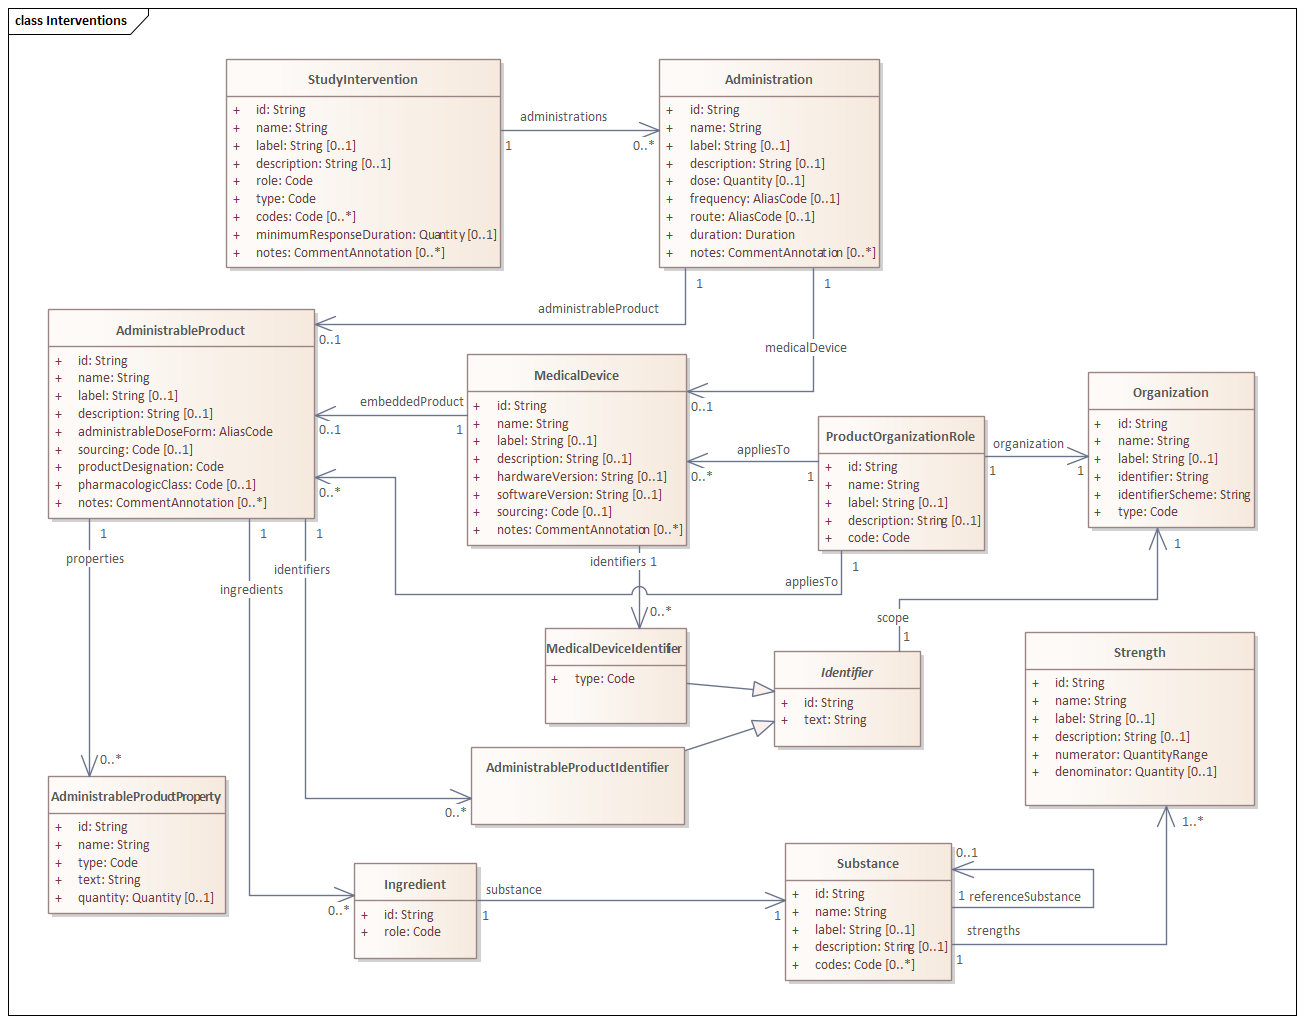 class Interventions
StudyIntervention
+ id: String
+ name: String
+ label: String [0..1]
+ description: String [0..1]
+ role: Code
+ type: Code
+ codes: Code [0..*]
+ minimumResponseDuration: Quantity [0..1]
+ notes: CommentAnnotation [0..*]
administrations
1
0..*
Administration
+ id: String
+ name: String
+ label: String [0..1]
+ description: String [0..1]
+ dose: Quantity [0..1]
+ frequency: AliasCode [0..1]
+ route: AliasCode [0..1]
+ duration: Duration
+ notes: CommentAnnotation [0..*]
1
1
administrableProduct
0..1
medicalDevice
0..1
AdministrableProduct
+ id: String
+ name: String
+ label: String [0..1]
+ description: String [0..1]
+ administrableDoseForm: AliasCode
+ sourcing: Code [0..1]
+ productDesignation: Code
+ pharmacologicClass: Code [0..1]
+ notes: CommentAnnotation [0..*]
embeddedProduct
0..1
1
0..*
MedicalDevice
+ id: String
+ name: String
+ label: String [0..1]
+ description: String [0..1]
+ hardwareVersion: String [0..1]
+ softwareVersion: String [0..1]
+ sourcing: Code [0..1]
+ notes: CommentAnnotation [0..*]
appliesTo
0..*
1
ProductOrganizationRole
+ id: String
+ name: String
+ label: String [0..1]
+ description: String [0..1]
+ code: Code
organization
1
1
Organization
+ id: String
+ name: String
+ label: String [0..1]
+ identifier: String
+ identifierScheme: String
+ type: Code
1
1
1
1
properties
ingredients
identifiers
identifiers 1
0..*
appliesTo
1
1
scope
1
MedicalDeviceIdentifier
+ type: Code
Identifier
+ id: String
+ text: String
Strength
+ id: String
+ name: String
+ label: String [0..1]
+ description: String [0..1]
+ numerator: QuantityRange
+ denominator: Quantity [0..1]
AdministrableProductIdentifier
0..*
0..*
AdministrableProductProperty
+ id: String
+ name: String
+ type: Code
+ text: String
+ quantity: Quantity [0..1]
0..*
Ingredient
+ id: String
+ role: Code
substance
1
1
Substance
+ id: String
+ name: String
+ label: String [0..1]
+ description: String [0..1]
+ codes: Code [0..*]
0..1
1 referenceSubstance
strengths
1
1..*